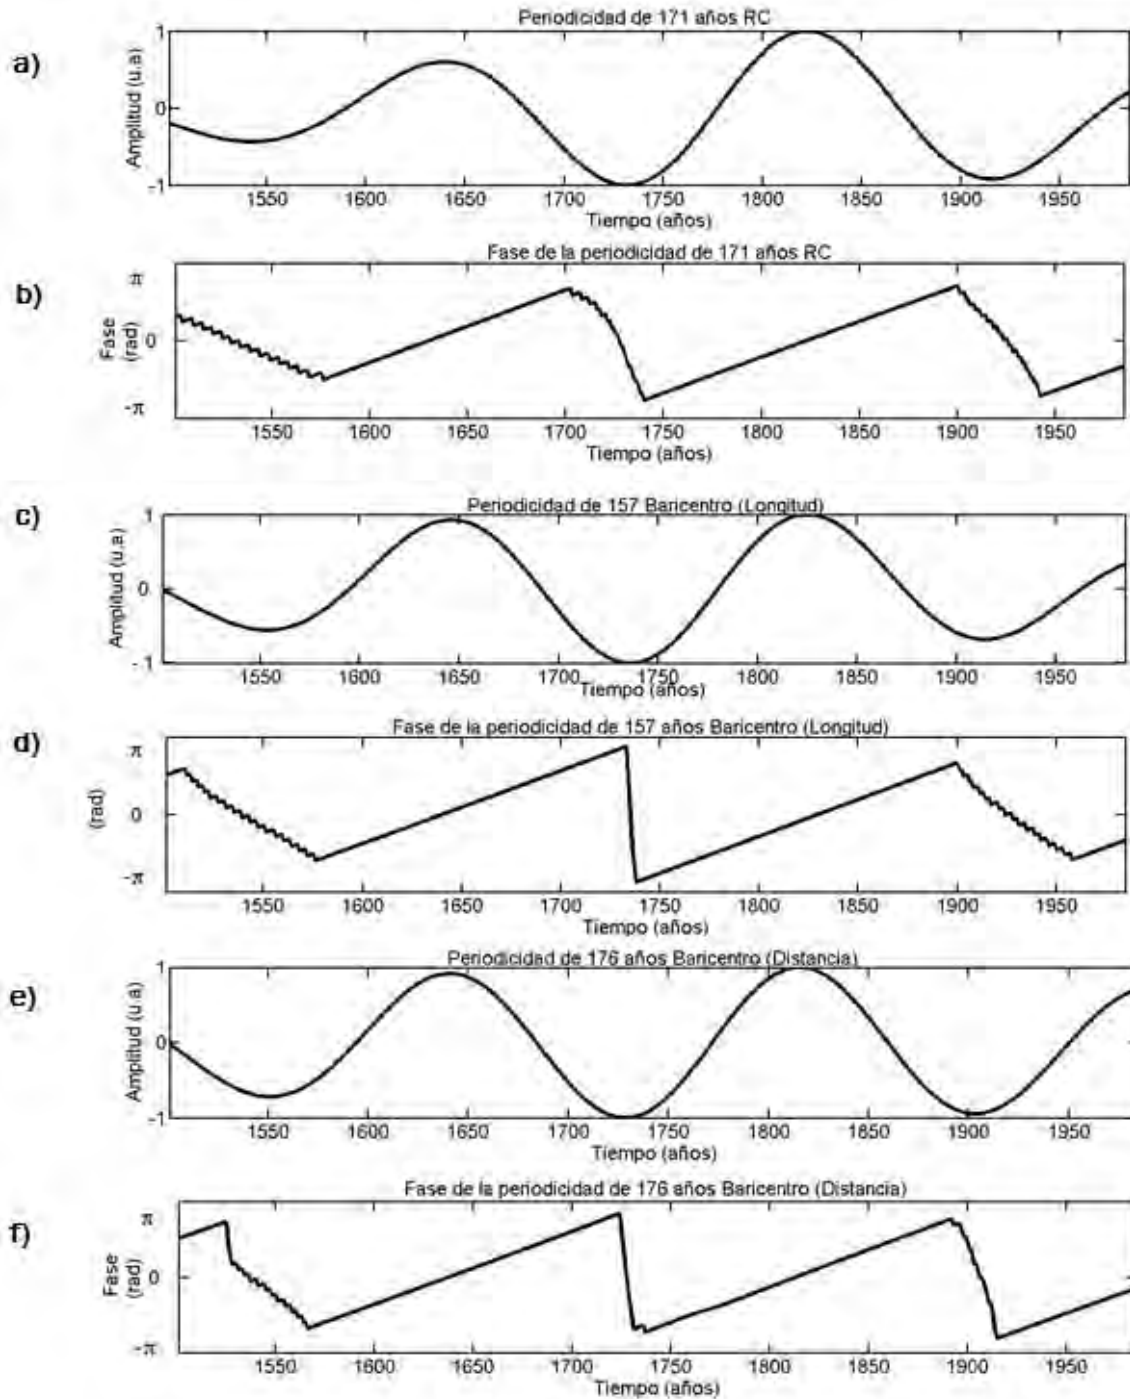 Periodicidad de 171 años RC
a)
Amplitud (u.a)
1
0
-1
1550 1600 1650 1700 1750 1800 1850 1900 1950
Tiempo (años)
Fase de la periodicidad de 171 años RC
b)
Fase
(rad)
π
0
-π
1550 1600 1650 1700 1750 1800 1850 1900 1950
Tiempo (años)
Periodicidad de 157 Baricentro (Longitud)
c)
Amplitud (u.a)
1
0
-1
1550 1600 1650 1700 1750 1800 1850 1900 1950
Tiempo (años)
Fase de la periodicidad de 157 años Baricentro (Longitud)
d)
(rad)
π
0
-π
1550 1600 1650 1700 1750 1800 1850 1900 1950
Tiempo (años)
Periodicidad de 176 años Baricentro (Distancia)
e)
Amplitud (u.a)
1
0
-1
1550 1600 1650 1700 1750 1800 1850 1900 1950
Tiempo (años)
Fase de la periodicidad de 176 años Baricentro (Distancia)
f)
Fase
(rad)
π
0
-π
1550 1600 1650 1700 1750 1800 1850 1900 1950
Tiempo (años)